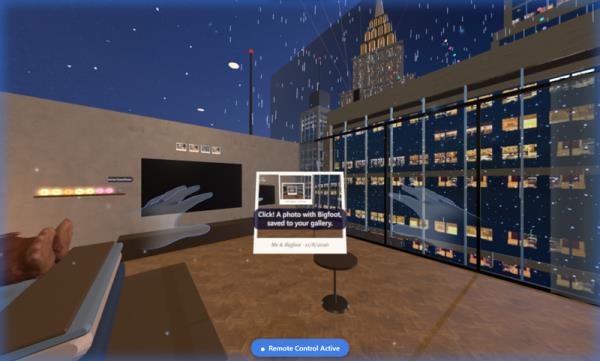 Click! A photo with Bigfoot,
saved to your gallery.
Me & Bigfoot
Remote Control Active